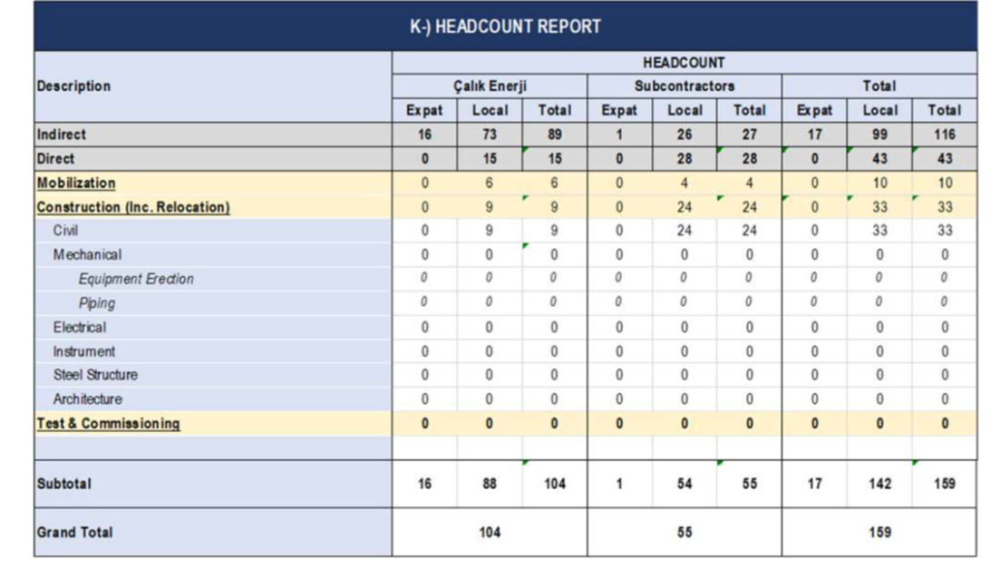 K-) HEADCOUNT REPORT
Description
HEADCOUNT
Çalık Enerji Subcontractors Total
Expat Local Total Expat Local Total Expat Local Total
Indirect 16 73 89 1 26 27 17 99 116
Direct 0 15 15 0 28 28 0 43 43
Mobilization 0 6 6 0 4 4 0 10 10
Construction (Inc. Relocation) 0 9 9 0 24 24 0 33 33
Civil 0 9 9 0 24 24 0 33 33
Mechanical 0 0 0 0 0 0 0 0 0
Equipment Erection 0 0 0 0 0 0 0 0 0
Piping 0 0 0 0 0 0 0 0 0
Electrical 0 0 0 0 0 0 0 0 0
Instrument 0 0 0 0 0 0 0 0 0
Steel Structure 0 0 0 0 0 0 0 0 0
Architecture 0 0 0 0 0 0 0 0 0
Test & Commissioning 0 0 0 0 0 0 0 0 0
Subtotal 16 88 104 1 54 55 17 142 159
Grand Total 104 55 159